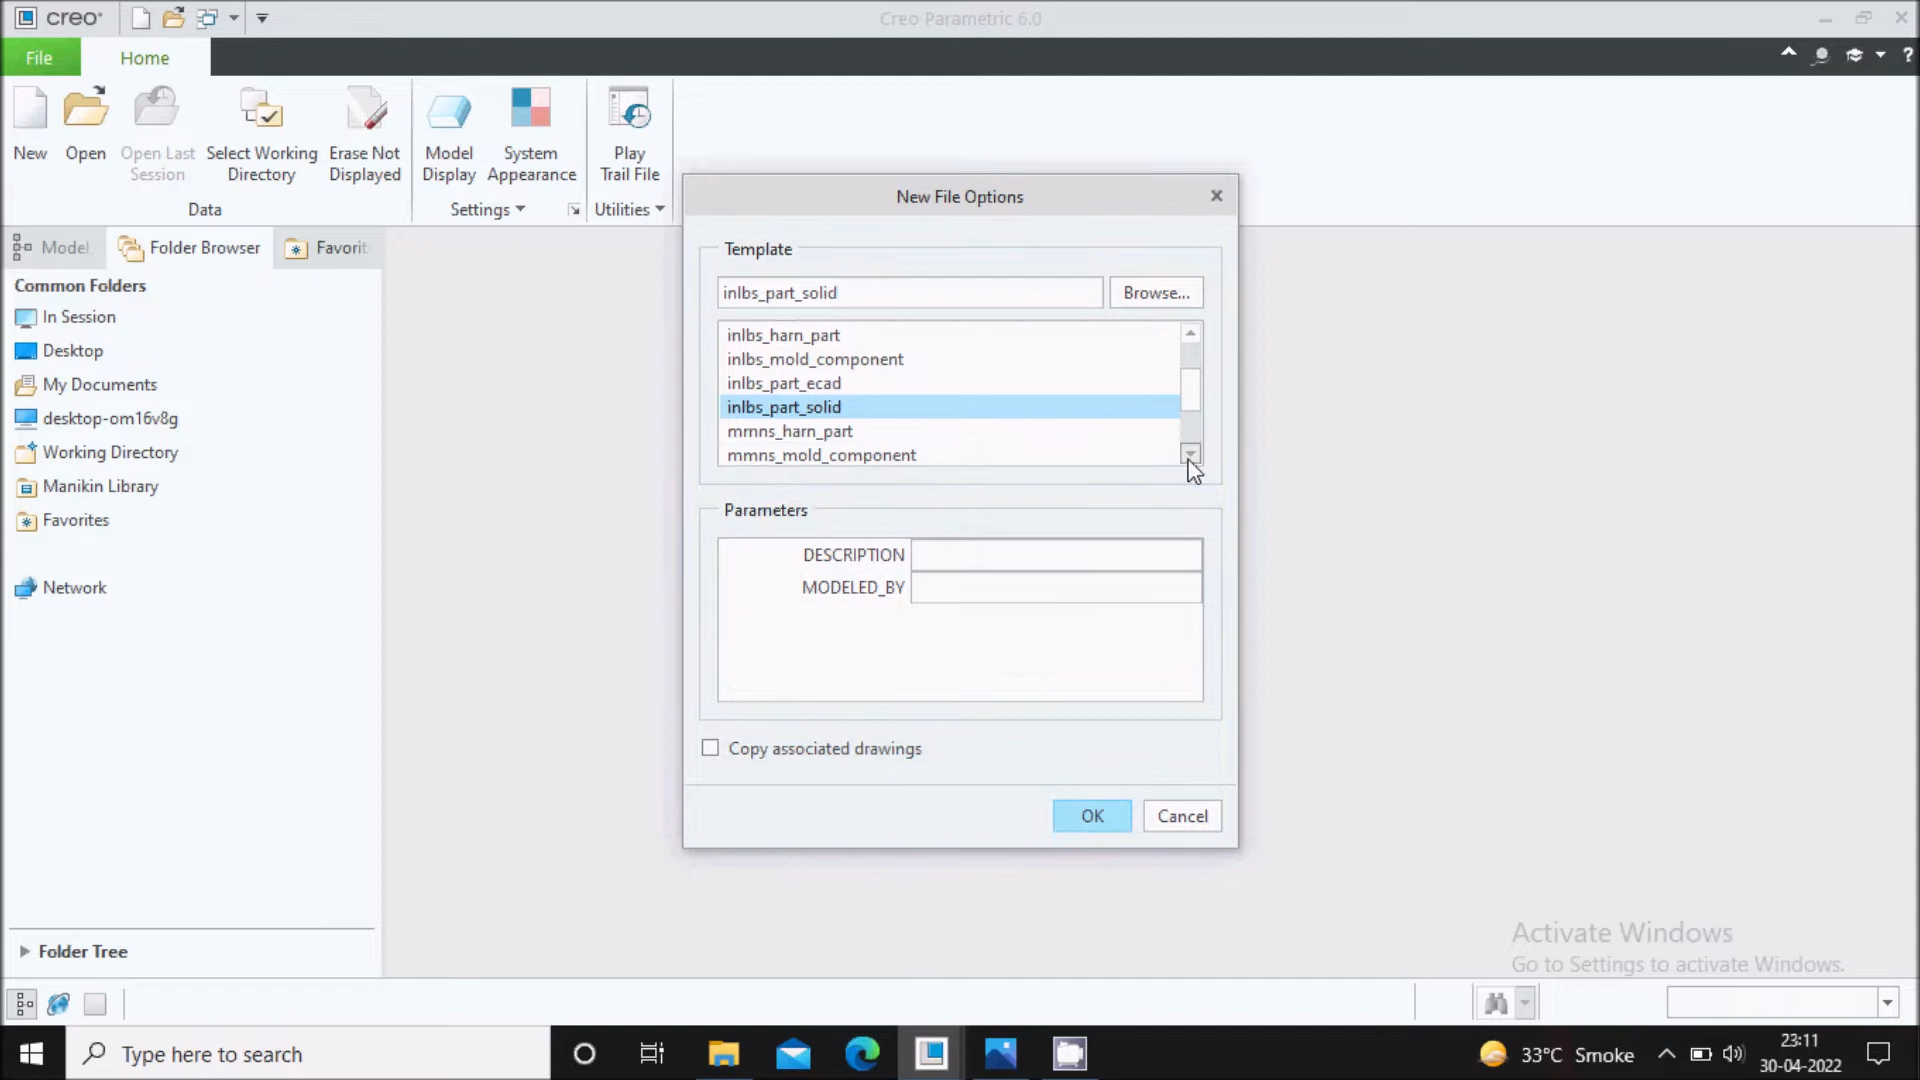 creo
Creo Parametric 6.0
File
Home
?
New
Open
Open Last
Session
Select Working
Directory
Erase Not
Displayed
Model
Display
System
Appearance
Play
Trail File
Data
Settings
Utilities
Model
Folder Browser
Favorit
Common Folders
In Session
Desktop
My Documents
desktop-om16v8g
Working Directory
Manikin Library
Favorites
Network
Folder Tree
New File Options
Template
inlbs_part_solid
Browse...
inlbs_harn_part
inlbs_mold_component
inlbs_part_ecad
inlbs_part_solid
mmns_harn_part
mmns_mold_component
Parameters
DESCRIPTION
MODELED_BY
Copy associated drawings
OK
Cancel
Activate Windows
Go to Settings to activate Windows.
Type here to search
33°C Smoke
23:11
30-04-2022